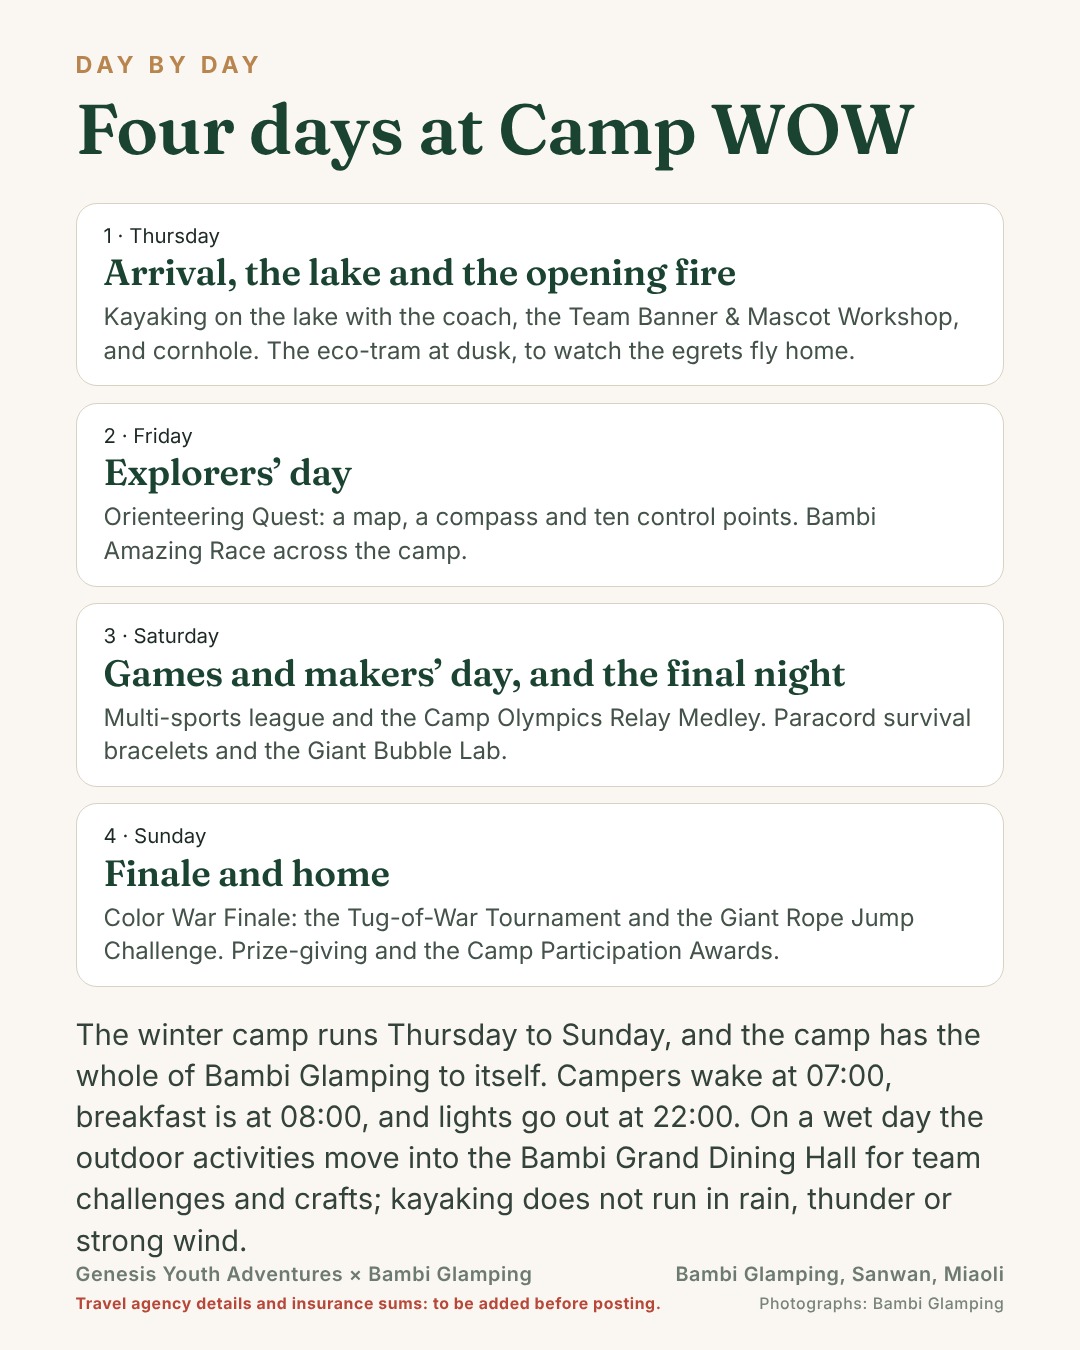 DAY BY DAY
Four days at Camp WOW
1 · Thursday
Arrival, the lake and the opening fire
Kayaking on the lake with the coach, the Team Banner & Mascot Workshop,
and cornhole. The eco-tram at dusk, to watch the egrets fly home.
2 · Friday
Explorers’ day
Orienteering Quest: a map, a compass and ten control points. Bambi
Amazing Race across the camp.
3 · Saturday
Games and makers’ day, and the final night
Multi-sports league and the Camp Olympics Relay Medley. Paracord survival
bracelets and the Giant Bubble Lab.
4 · Sunday
Finale and home
Color War Finale: the Tug-of-War Tournament and the Giant Rope Jump
Challenge. Prize-giving and the Camp Participation Awards.
The winter camp runs Thursday to Sunday, and the camp has the
whole of Bambi Glamping to itself. Campers wake at 07:00,
breakfast is at 08:00, and lights go out at 22:00. On a wet day the
outdoor activities move into the Bambi Grand Dining Hall for team
challenges and crafts; kayaking does not run in rain, thunder or
strong wind.
Genesis Youth Adventures × Bambi Glamping
Bambi Glamping, Sanwan, Miaoli
Travel agency details and insurance sums: to be added before posting.
Photographs: Bambi Glamping